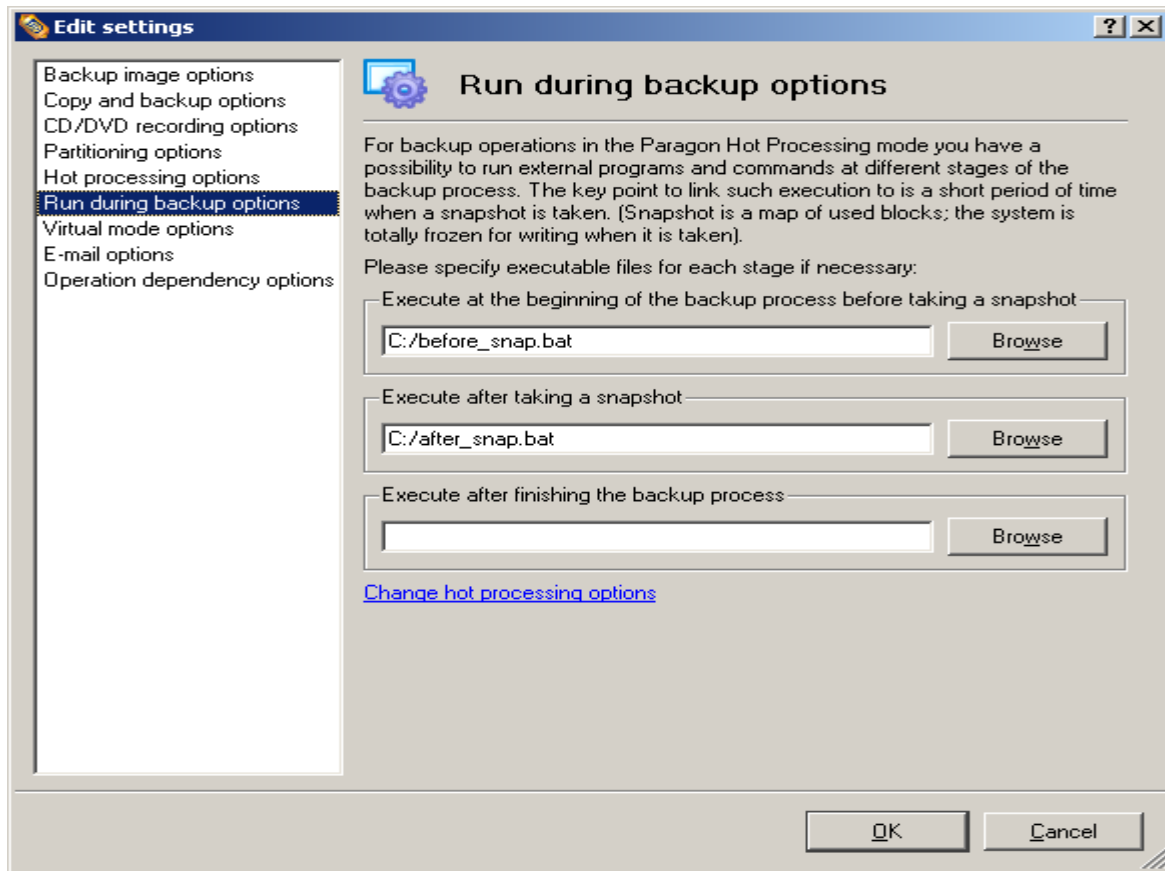 Edit settings
Backup image options
Copy and backup options
CD/DVD recording options
Partitioning options
Hot processing options
Run during backup options
Virtual mode options
E-mail options
Operation dependency options
Run during backup options
For backup operations in the Paragon Hot Processing mode you have a
possibility to run external programs and commands at different stages of the
backup process. The key point to link such execution to is a short period of time
when a snapshot is taken. (Snapshot is a map of used blocks; the system is
totally frozen for writing when it is taken).
Please specify executable files for each stage if necessary:
Execute at the beginning of the backup process before taking a snapshot
C:/before_snap.bat
Browse
Execute after taking a snapshot
C:/after_snap.bat
Browse
Execute after finishing the backup process
Browse
Change hot processing options
OK
Cancel